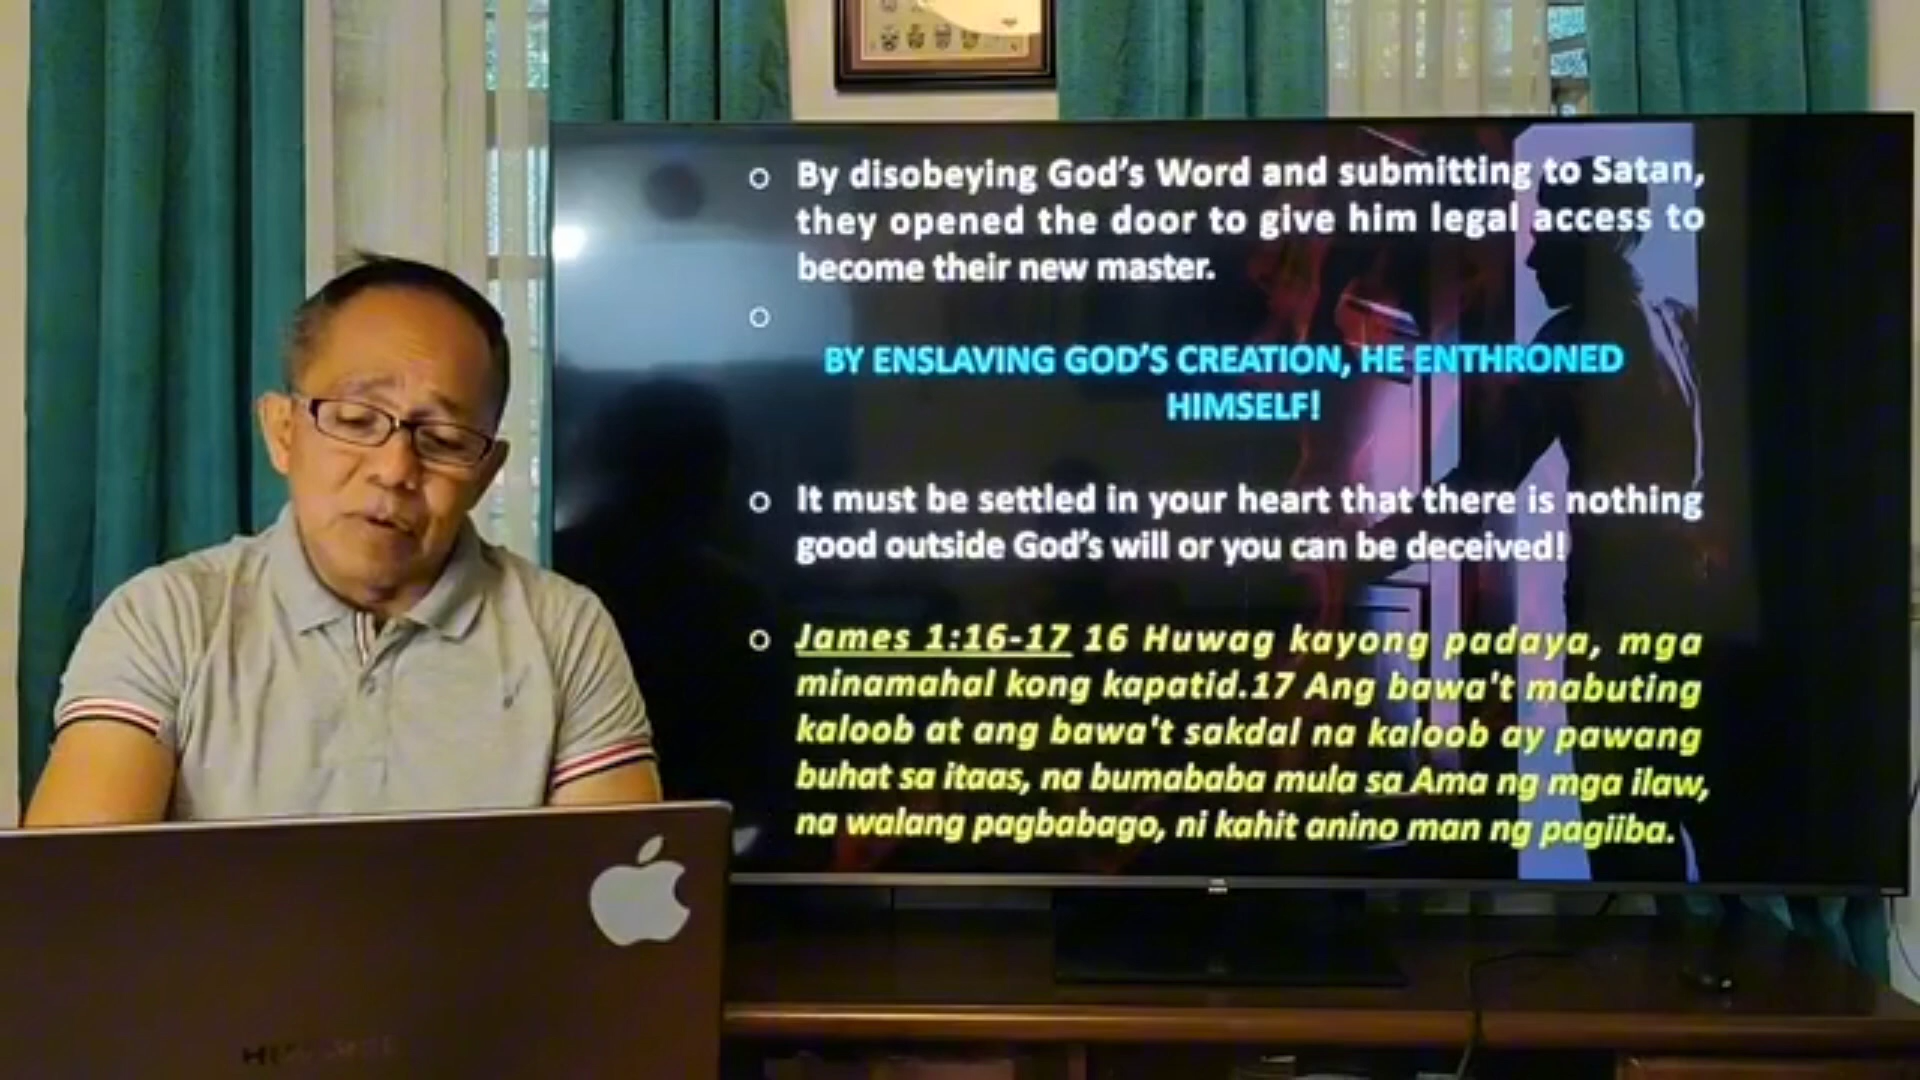 By disobeying God's Word and submitting to Satan,
they opened the door to give him legal access to
become their new master.
BY ENSLAVING GOD'S CREATION, HE ENTHRONED
HIMSELF!
It must be settled in your heart that there is nothing
good outside God's will or you can be deceived!
James 1:16-17 16 Huwag kayong padaya, mga
minamahal kong kapatid.17 Ang bawa't mabuting
kaloob at ang bawa't sakdal na kaloob ay pawang
buhat sa itaas, na bumababa mula sa Ama ng mga ilaw,
na walang pagbabago, ni kahit anino man ng pagiiba.